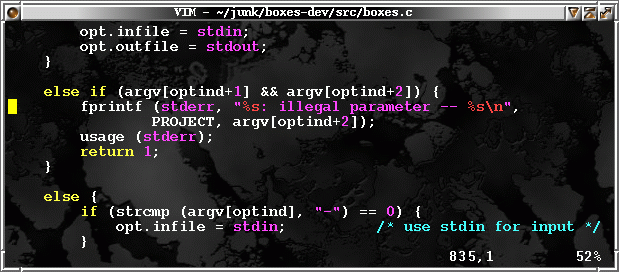 VIM - ~/junk/boxes-dev/src/boxes.c
        opt.infile = stdin;
        opt.outfile = stdout;
    }

    else if (argv[optind+1] && argv[optind+2]) {
        fprintf (stderr, "%s: illegal parameter -- %s\n",
                PROJECT, argv[optind+2]);
        usage (stderr);
        return 1;
    }

    else {
        if (strcmp (argv[optind], "-") == 0) {
            opt.infile = stdin;          /* use stdin for input */
        }
835,1          52%